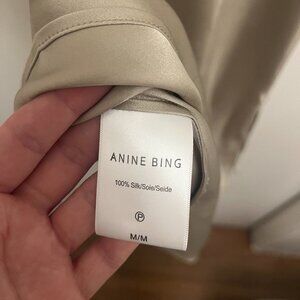 ANINE BING
100% Silk/Soie/Seide
P
M/M